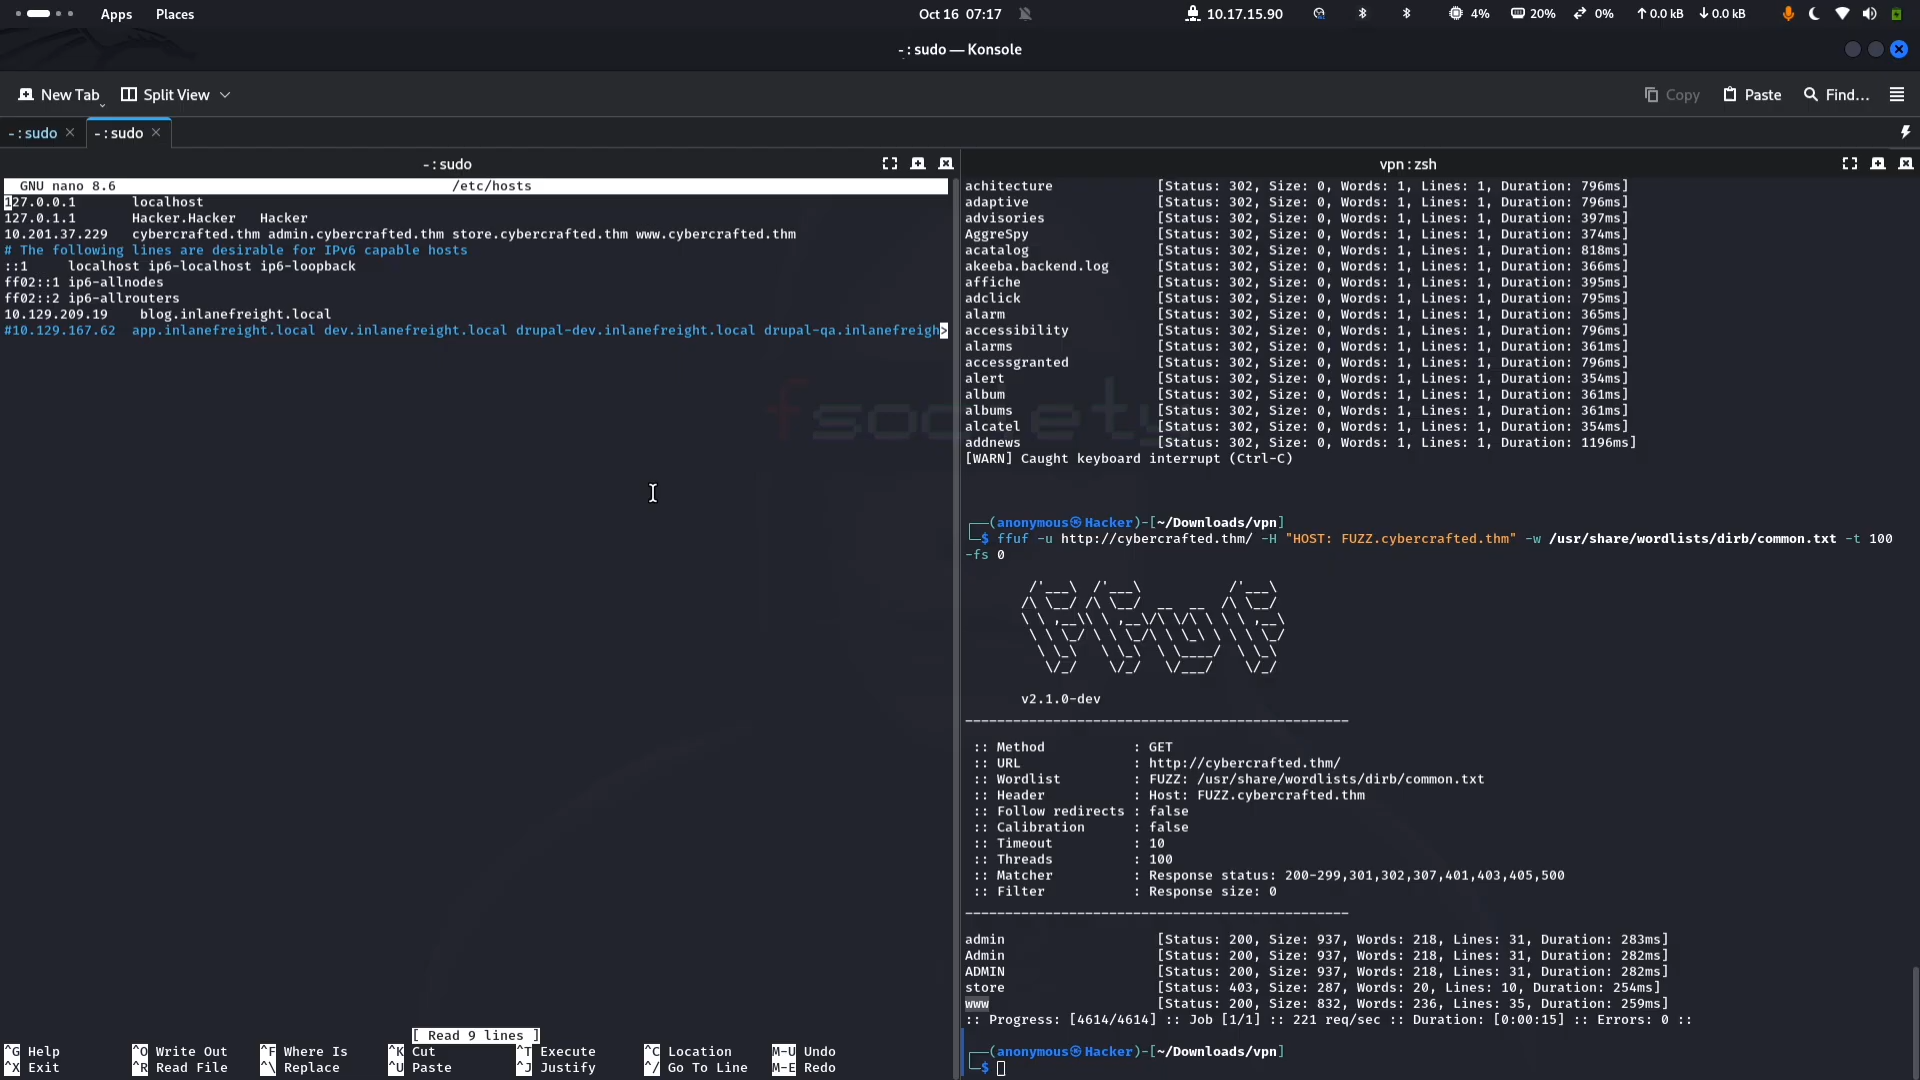 Apps Places Oct 16 07:17 10.17.15.90 4% 20% 0% ↑0.0 kB ↓0.0 kB
- : sudo — Konsole
New Tab Split View Copy Paste Find...
- : sudo - : sudo
- : sudo
GNU nano 8.6 /etc/hosts
127.0.0.1 localhost
127.0.1.1 Hacker.Hacker Hacker
10.201.37.229 cybercrafted.thm admin.cybercrafted.thm store.cybercrafted.thm www.cybercrafted.thm
# The following lines are desirable for IPv6 capable hosts
::1 localhost ip6-localhost ip6-loopback
ff02::1 ip6-allnodes
ff02::2 ip6-allrouters
10.129.209.19 blog.inlanefreight.local
#10.129.167.62 app.inlanefreight.local dev.inlanefreight.local drupal-dev.inlanefreight.local drupal-qa.inlanefreigh>
fsociety
[ Read 9 lines ]
^G Help ^O Write Out ^F Where Is ^K Cut ^T Execute ^C Location M-U Undo
^X Exit ^R Read File ^\ Replace ^U Paste ^J Justify ^/ Go To Line M-E Redo
vpn : zsh
achitecture [Status: 302, Size: 0, Words: 1, Lines: 1, Duration: 796ms]
adaptive [Status: 302, Size: 0, Words: 1, Lines: 1, Duration: 796ms]
advisories [Status: 302, Size: 0, Words: 1, Lines: 1, Duration: 397ms]
AggreSpy [Status: 302, Size: 0, Words: 1, Lines: 1, Duration: 374ms]
acatalog [Status: 302, Size: 0, Words: 1, Lines: 1, Duration: 818ms]
akeeba.backend.log [Status: 302, Size: 0, Words: 1, Lines: 1, Duration: 366ms]
affiche [Status: 302, Size: 0, Words: 1, Lines: 1, Duration: 395ms]
adclick [Status: 302, Size: 0, Words: 1, Lines: 1, Duration: 795ms]
alarm [Status: 302, Size: 0, Words: 1, Lines: 1, Duration: 365ms]
accessibility [Status: 302, Size: 0, Words: 1, Lines: 1, Duration: 796ms]
alarms [Status: 302, Size: 0, Words: 1, Lines: 1, Duration: 361ms]
accessgranted [Status: 302, Size: 0, Words: 1, Lines: 1, Duration: 796ms]
alert [Status: 302, Size: 0, Words: 1, Lines: 1, Duration: 354ms]
album [Status: 302, Size: 0, Words: 1, Lines: 1, Duration: 361ms]
albums [Status: 302, Size: 0, Words: 1, Lines: 1, Duration: 361ms]
alcatel [Status: 302, Size: 0, Words: 1, Lines: 1, Duration: 354ms]
addnews [Status: 302, Size: 0, Words: 1, Lines: 1, Duration: 1196ms]
[WARN] Caught keyboard interrupt (Ctrl-C)
┌──(anonymous㉿Hacker)-[~/Downloads/vpn]
└─$ ffuf -u http://cybercrafted.thm/ -H "HOST: FUZZ.cybercrafted.thm" -w /usr/share/wordlists/dirb/common.txt -t 100
-fs 0
v2.1.0-dev
________________________________________________
:: Method : GET
:: URL : http://cybercrafted.thm/
:: Wordlist : FUZZ: /usr/share/wordlists/dirb/common.txt
:: Header : Host: FUZZ.cybercrafted.thm
:: Follow redirects : false
:: Calibration : false
:: Timeout : 10
:: Threads : 100
:: Matcher : Response status: 200-299,301,302,307,401,403,405,500
:: Filter : Response size: 0
________________________________________________
admin [Status: 200, Size: 937, Words: 218, Lines: 31, Duration: 283ms]
Admin [Status: 200, Size: 937, Words: 218, Lines: 31, Duration: 282ms]
ADMIN [Status: 200, Size: 937, Words: 218, Lines: 31, Duration: 282ms]
store [Status: 403, Size: 287, Words: 20, Lines: 10, Duration: 254ms]
www [Status: 200, Size: 832, Words: 236, Lines: 35, Duration: 259ms]
:: Progress: [4614/4614] :: Job [1/1] :: 221 req/sec :: Duration: [0:00:15] :: Errors: 0 ::
┌──(anonymous㉿Hacker)-[~/Downloads/vpn]
└─$